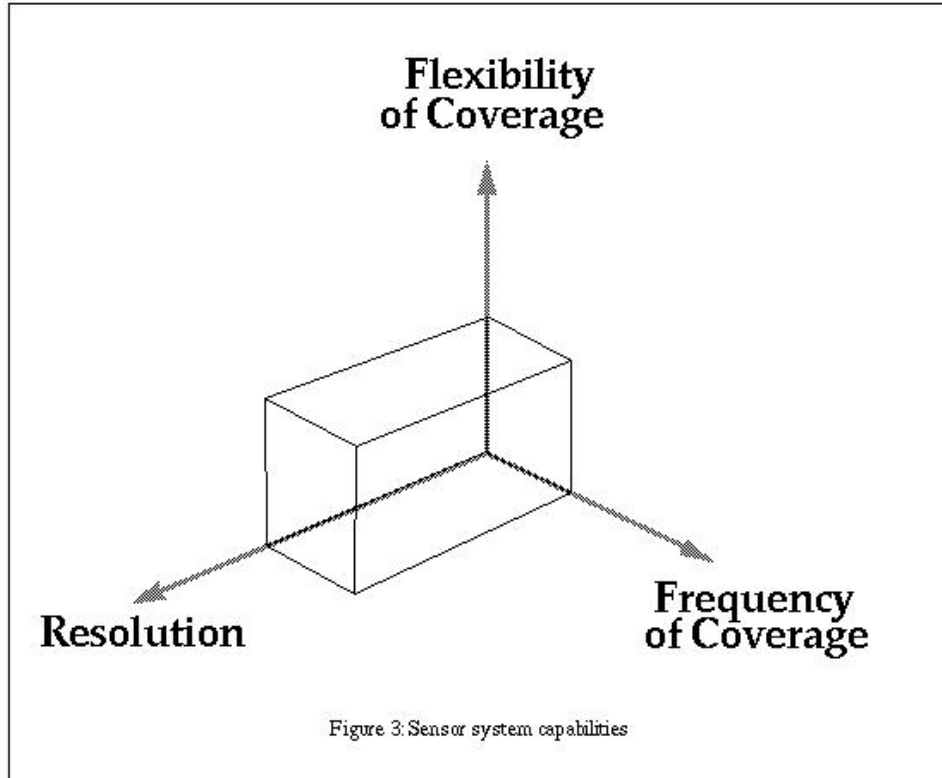 Flexibility
of Coverage
Resolution
Frequency
of Coverage
Figure 3: Sensor system capabilities